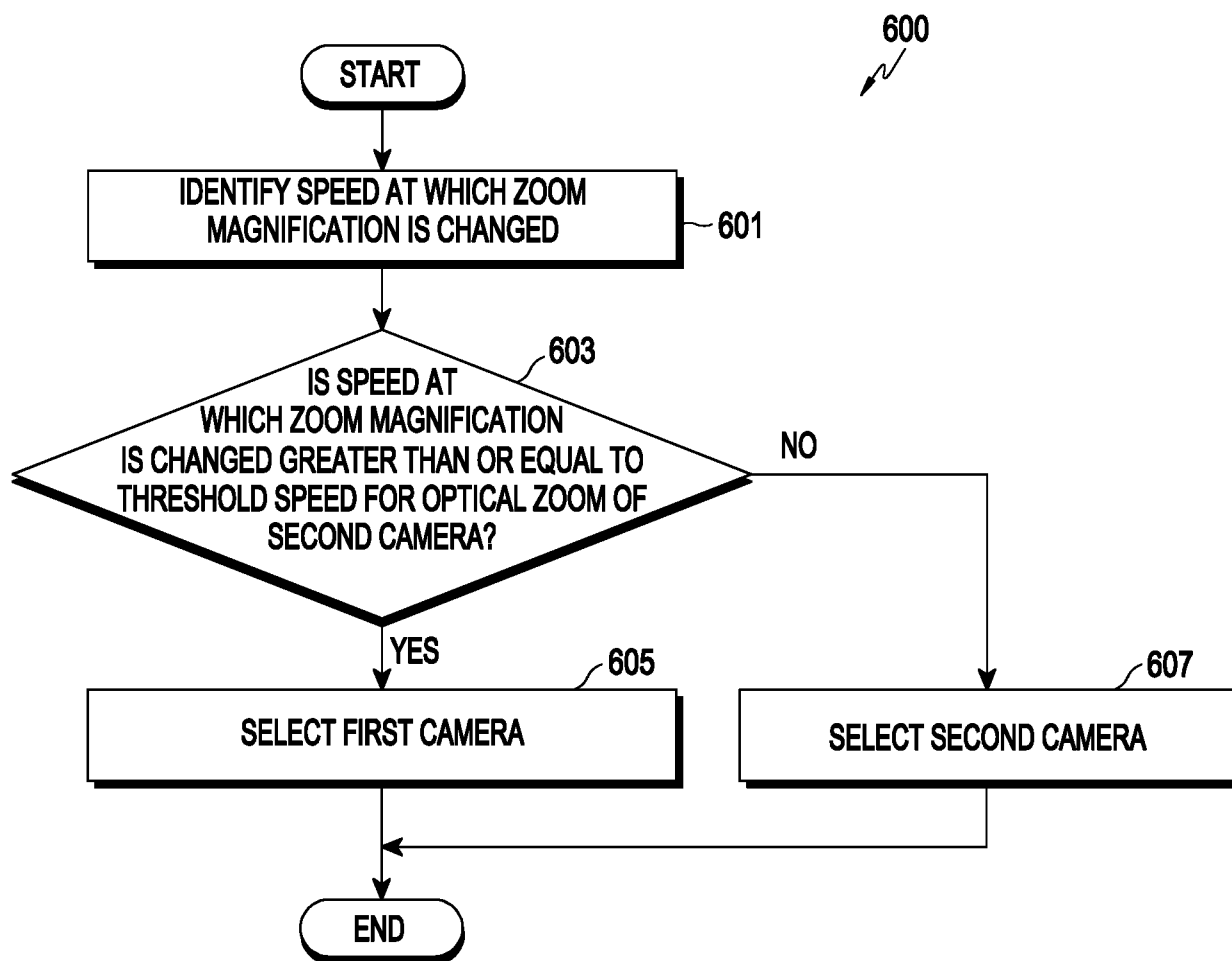 600
START
IDENTIFY SPEED AT WHICH ZOOM
MAGNIFICATION IS CHANGED
601
603
IS SPEED AT
WHICH ZOOM MAGNIFICATION
IS CHANGED GREATER THAN OR EQUAL TO
THRESHOLD SPEED FOR OPTICAL ZOOM OF
SECOND CAMERA?
NO
YES
605
SELECT FIRST CAMERA
607
SELECT SECOND CAMERA
END